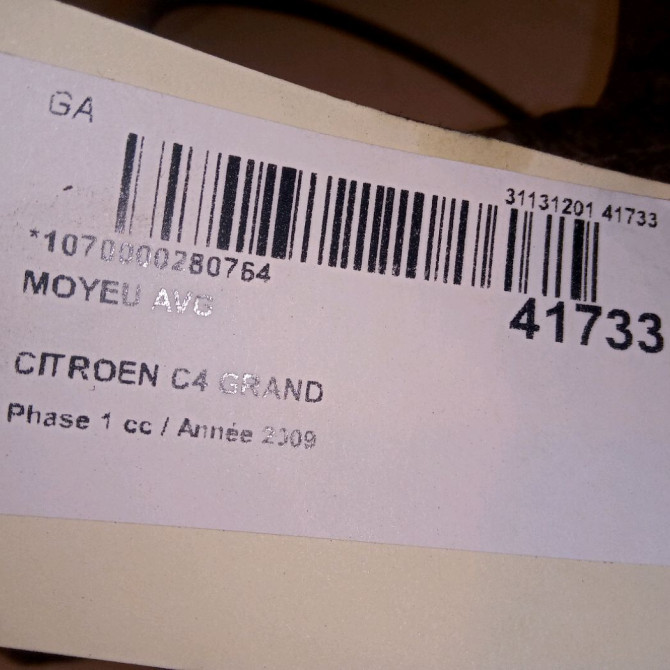 GA
31131201 41733
*1070000280764
41733
MOYEU AVG
CITROEN C4 GRAND
Phase 1 cc / Année 2009